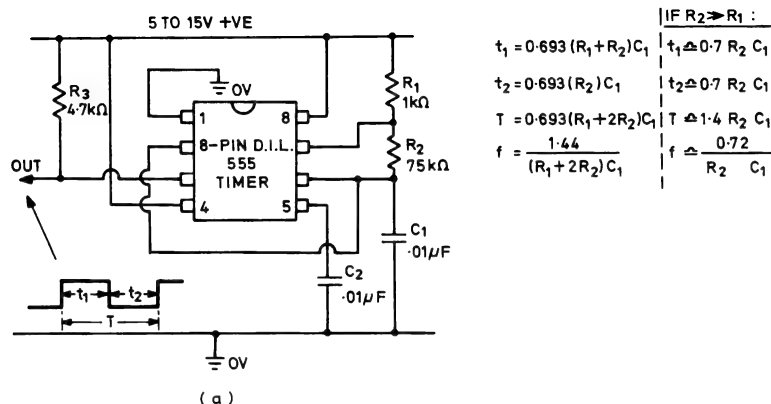 5 TO 15V +VE
R3
4.7kΩ
OUT
0V
1
8
8-PIN D.I.L.
555
TIMER
4
5
R1
1kΩ
R2
75kΩ
C1
.01μF
C2
.01μF
t1
t2
T
0V
(a)
IF R2≫R1 :
t1=0.693(R1+R2)C1
t1≏0.7 R2 C1
t2=0.693(R2)C1
t2≏0.7 R2 C1
T=0.693(R1+2R2)C1
T≏1.4 R2 C1
f = 1.44 / (R1+2R2)C1
f ≏ 0.72 / R2 C1